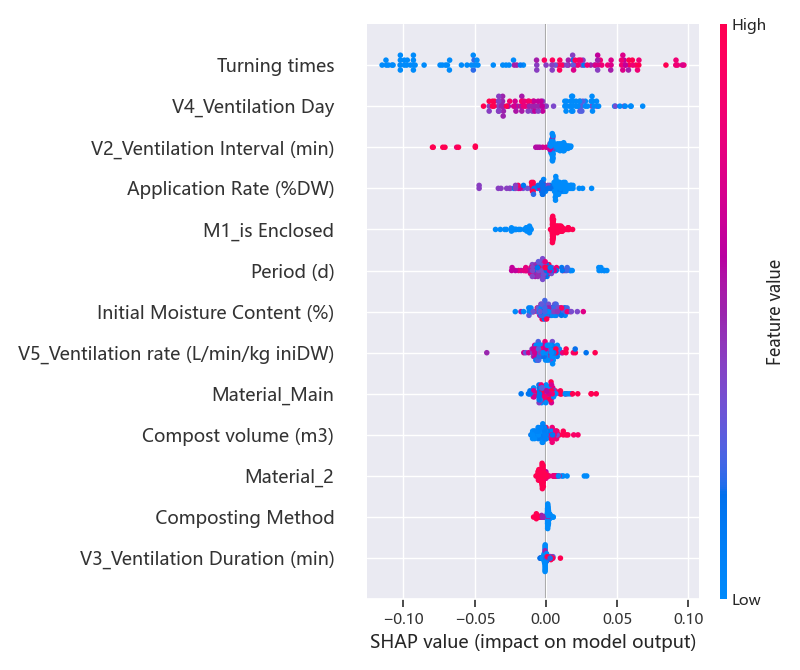 High
Turning times
V4_Ventilation Day
V2_Ventilation Interval (min)
Application Rate (%DW)
M1_is Enclosed
Period (d)
Initial Moisture Content (%)
V5_Ventilation rate (L/min/kg iniDW)
Material_Main
Compost volume (m3)
Material_2
Composting Method
V3_Ventilation Duration (min)
Feature value
Low
−0.10 −0.05 0.00 0.05 0.10
SHAP value (impact on model output)